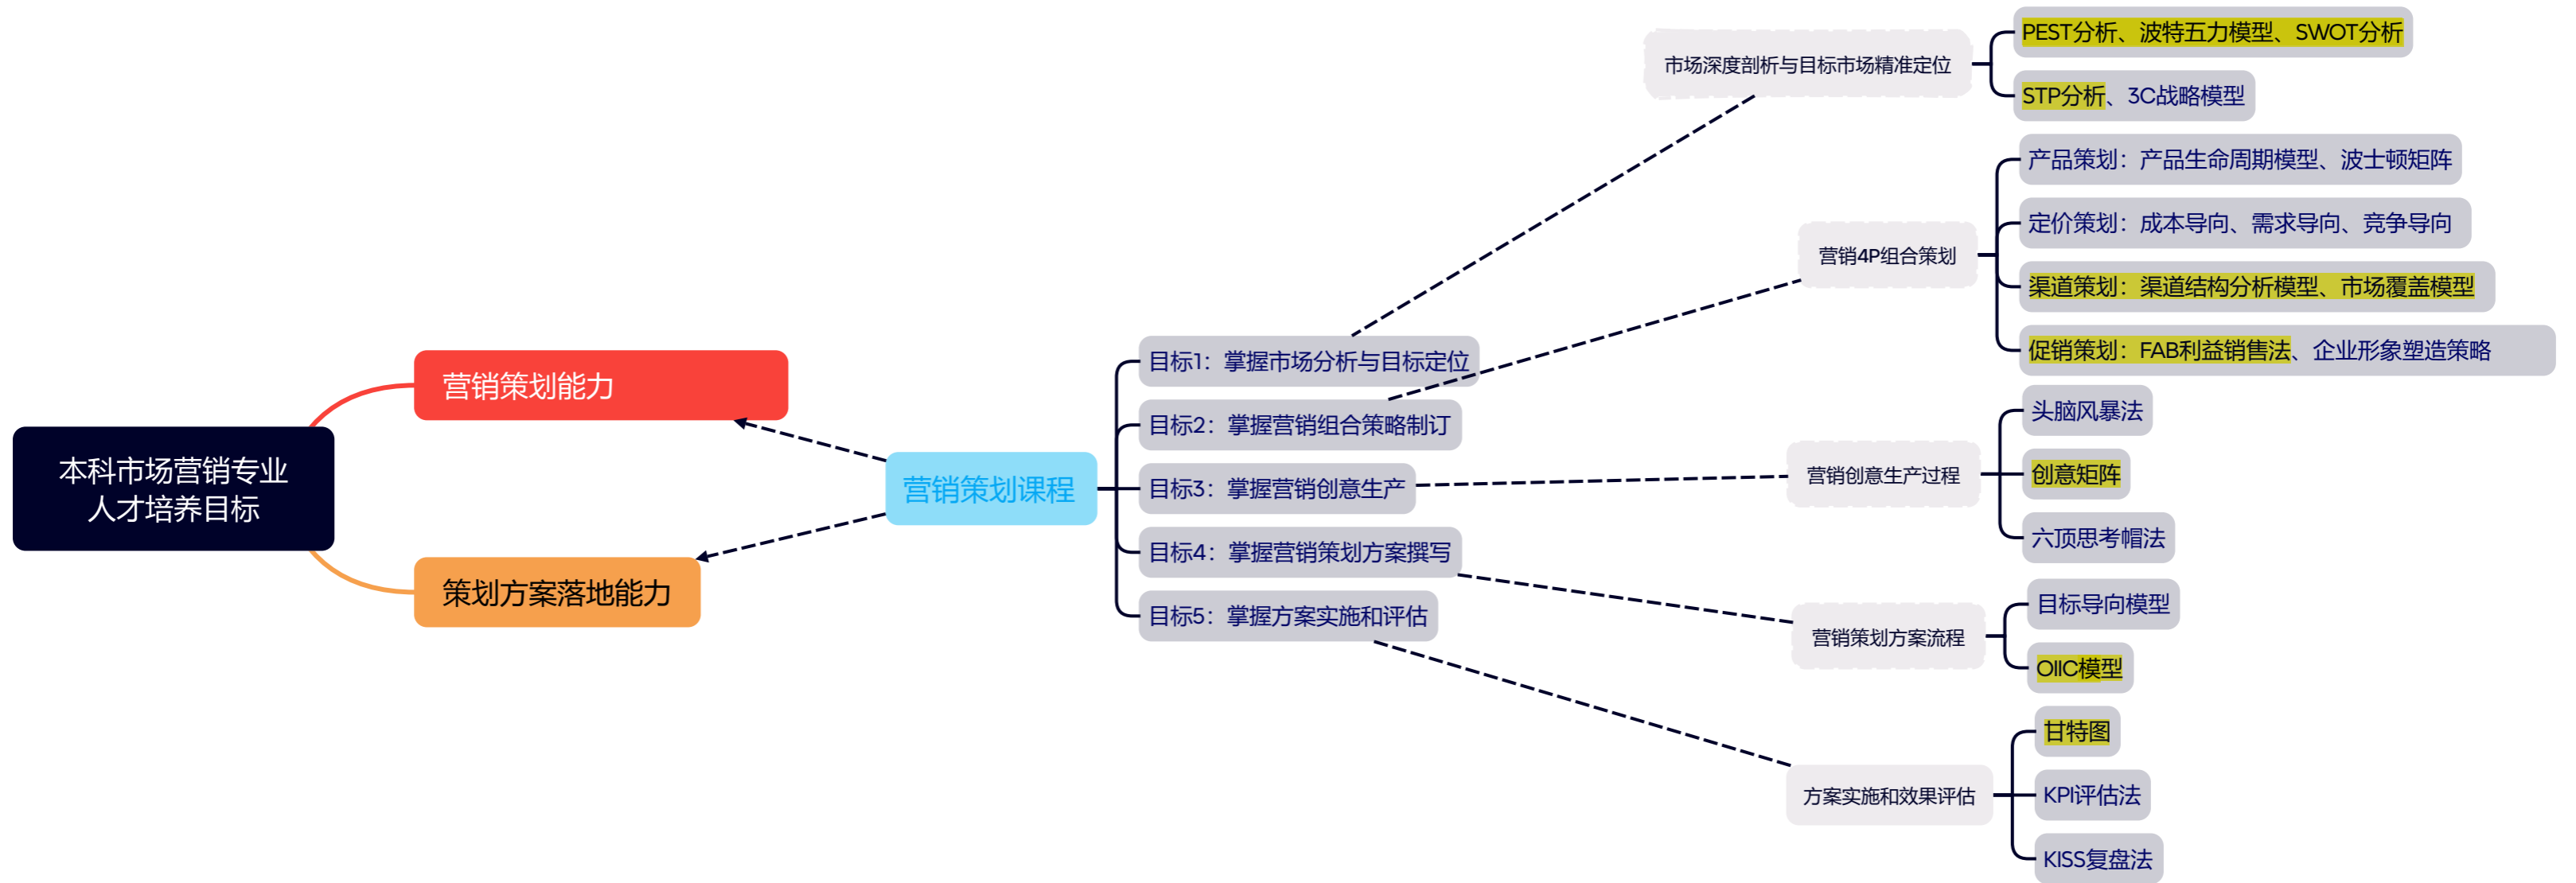 本科市场营销专业
人才培养目标
营销策划能力
策划方案落地能力
营销策划课程
目标1：掌握市场分析与目标定位
目标2：掌握营销组合策略制订
目标3：掌握营销创意生产
目标4：掌握营销策划方案撰写
目标5：掌握方案实施和评估
市场深度剖析与目标市场精准定位
PEST分析、波特五力模型、SWOT分析
STP分析、3C战略模型
营销4P组合策划
产品策划：产品生命周期模型、波士顿矩阵
定价策划：成本导向、需求导向、竞争导向
渠道策划：渠道结构分析模型、市场覆盖模型
促销策划：FAB利益销售法、企业形象塑造策略
营销创意生产过程
头脑风暴法
创意矩阵
六顶思考帽法
营销策划方案流程
目标导向模型
OIIC模型
方案实施和效果评估
甘特图
KPI评估法
KISS复盘法